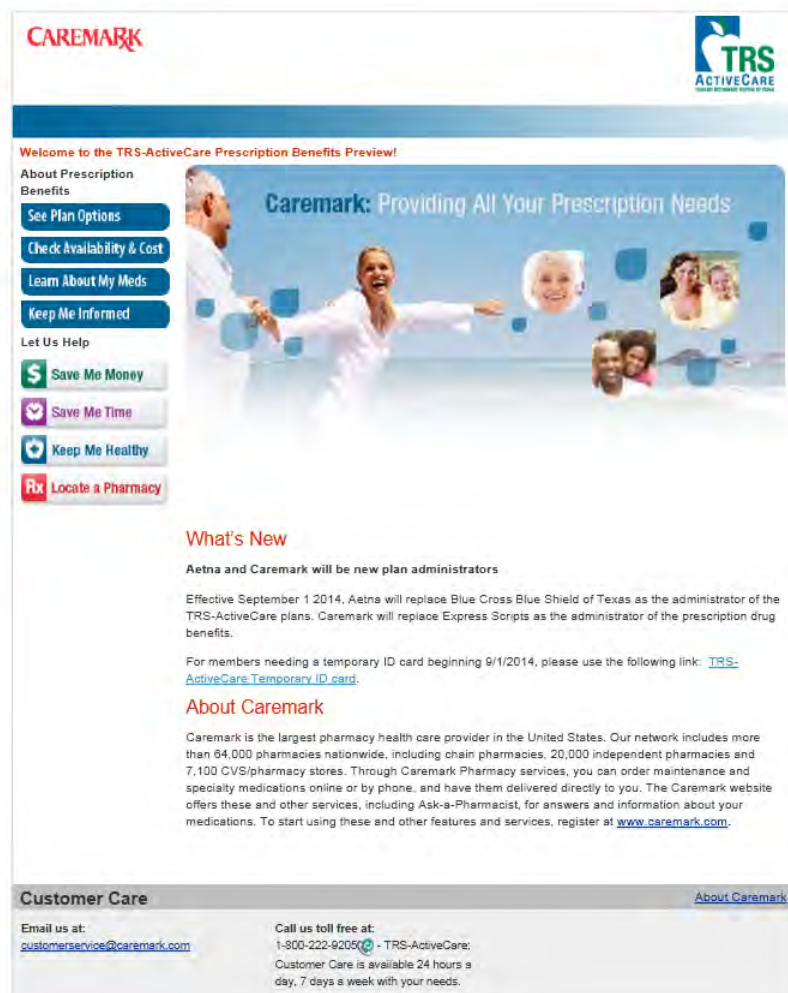 CAREMARK
TRS
ACTIVECARE
Welcome to the TRS-ActiveCare Prescription Benefits Preview!
About Prescription
Benefits
See Plan Options
Check Availability & Cost
Learn About My Meds
Keep Me Informed
Let Us Help
$ Save Me Money
Save Me Time
Keep Me Healthy
Rx Locate a Pharmacy
Caremark: Providing All Your Prescription Needs
What's New
Aetna and Caremark will be new plan administrators
Effective September 1 2014, Aetna will replace Blue Cross Blue Shield of Texas as the administrator of the
TRS-ActiveCare plans. Caremark will replace Express Scripts as the administrator of the prescription drug
benefits.
For members needing a temporary ID card beginning 9/1/2014, please use the following link: TRS-
ActiveCare Temporary ID card.
About Caremark
Caremark is the largest pharmacy health care provider in the United States. Our network includes more
than 64,000 pharmacies nationwide, including chain pharmacies, 20,000 independent pharmacies and
7,100 CVS/pharmacy stores. Through Caremark Pharmacy services, you can order maintenance and
specialty medications online or by phone, and have them delivered directly to you. The Caremark website
offers these and other services, including Ask-a-Pharmacist, for answers and information about your
medications. To start using these and other features and services, register at www.caremark.com.
Customer Care
About Caremark
Email us at:
customerservice@caremark.com
Call us toll free at:
1-800-222-9205 - TRS-ActiveCare;
Customer Care is available 24 hours a
day, 7 days a week with your needs.